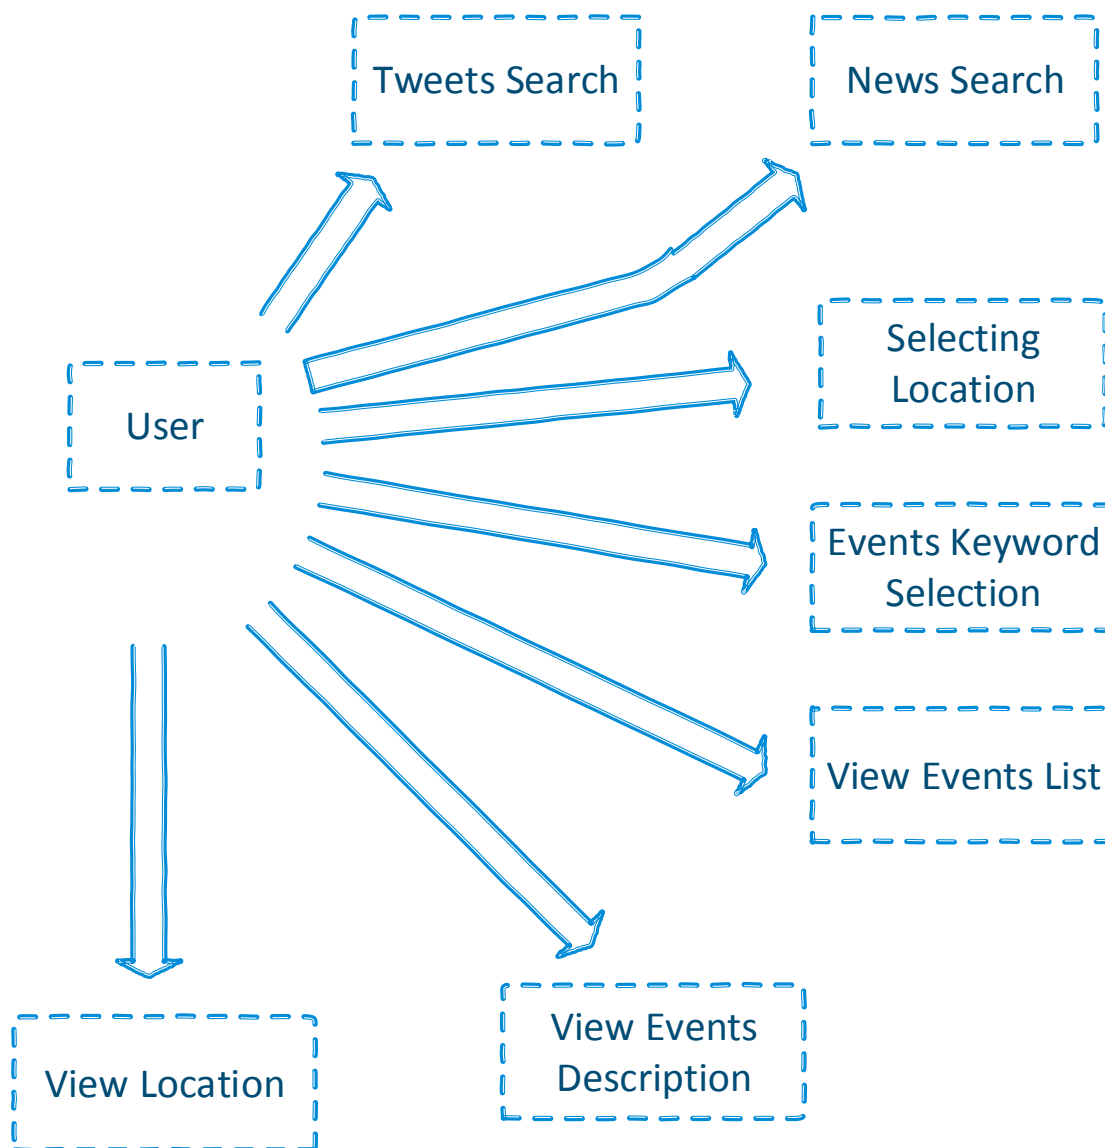 Tweets Search
News Search
Selecting
Location
User
Events Keyword
Selection
View Events List
View Events
Description
View Location